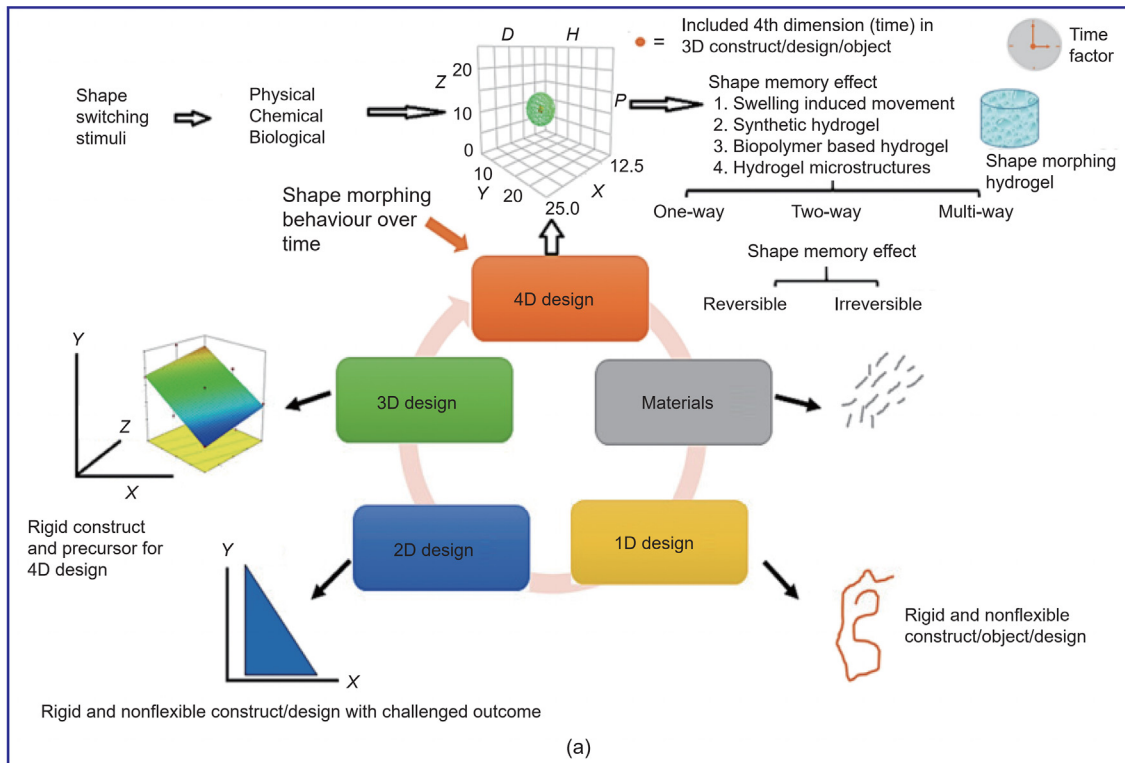 D
H
= Included 4th dimension (time) in
3D construct/design/object
Time
factor
Shape
switching
stimuli
Physical
Chemical
Biological
Z
20
10
0
10
Y
20
25.0
X
12.5
P
Shape memory effect
1. Swelling induced movement
2. Synthetic hydrogel
3. Biopolymer based hydrogel
4. Hydrogel microstructures
Shape morphing
hydrogel
One-way
Two-way
Multi-way
Shape memory effect
Reversible
Irreversible
Shape morphing
behaviour over
time
4D design
3D design
Materials
2D design
1D design
Y
Z
X
Rigid construct
and precursor for
4D design
Y
X
Rigid and nonflexible
construct/object/design
Rigid and nonflexible construct/design with challenged outcome
(a)